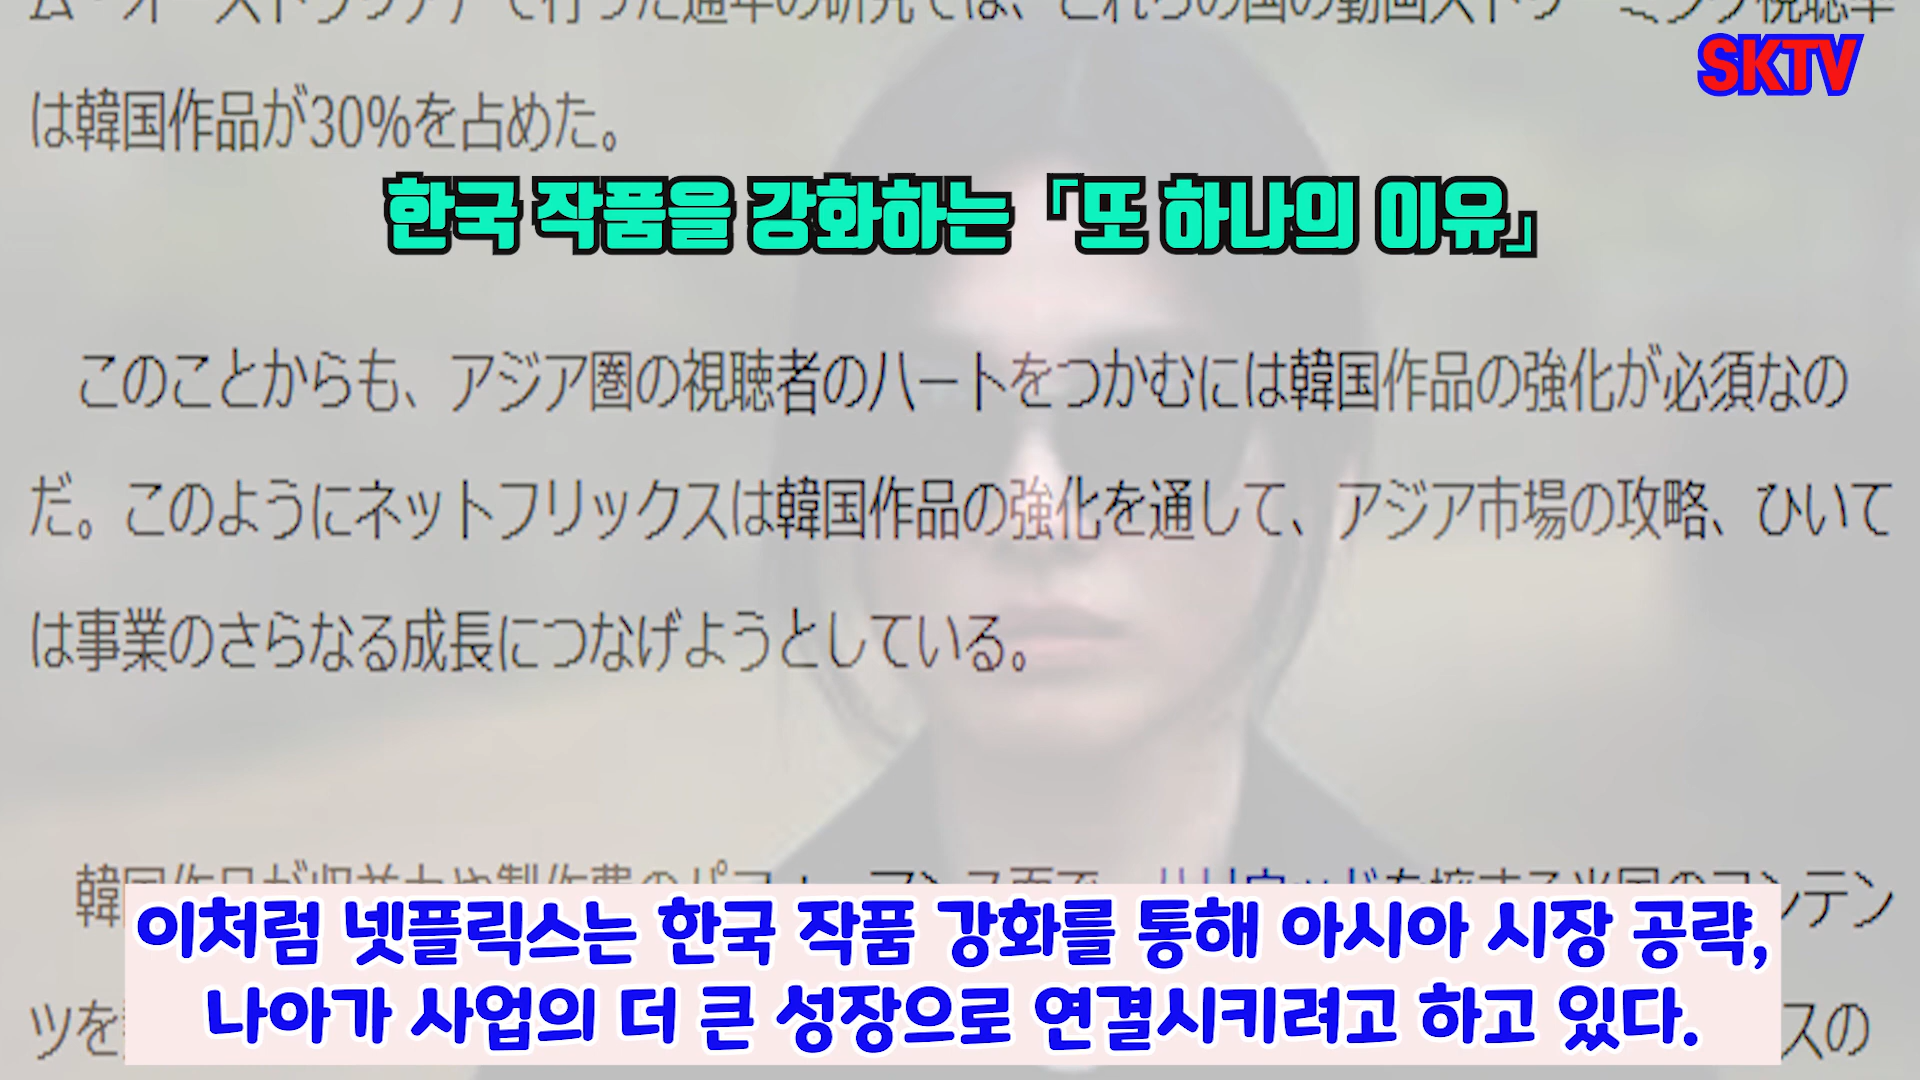 SKTV
は韓国作品が30%を占めた。
한국 작품을 강화하는「또 하나의 이유」
このことからも、アジア圏の視聴者のハートをつかむには韓国作品の強化が必須なの
だ。このようにネットフリックスは韓国作品の強化を通して、アジア市場の攻略、ひいて
は事業のさらなる成長につなげようとしている。
이처럼 넷플릭스는 한국 작품 강화를 통해 아시아 시장 공략,
나아가 사업의 더 큰 성장으로 연결시키려고 하고 있다.
ツを
スの